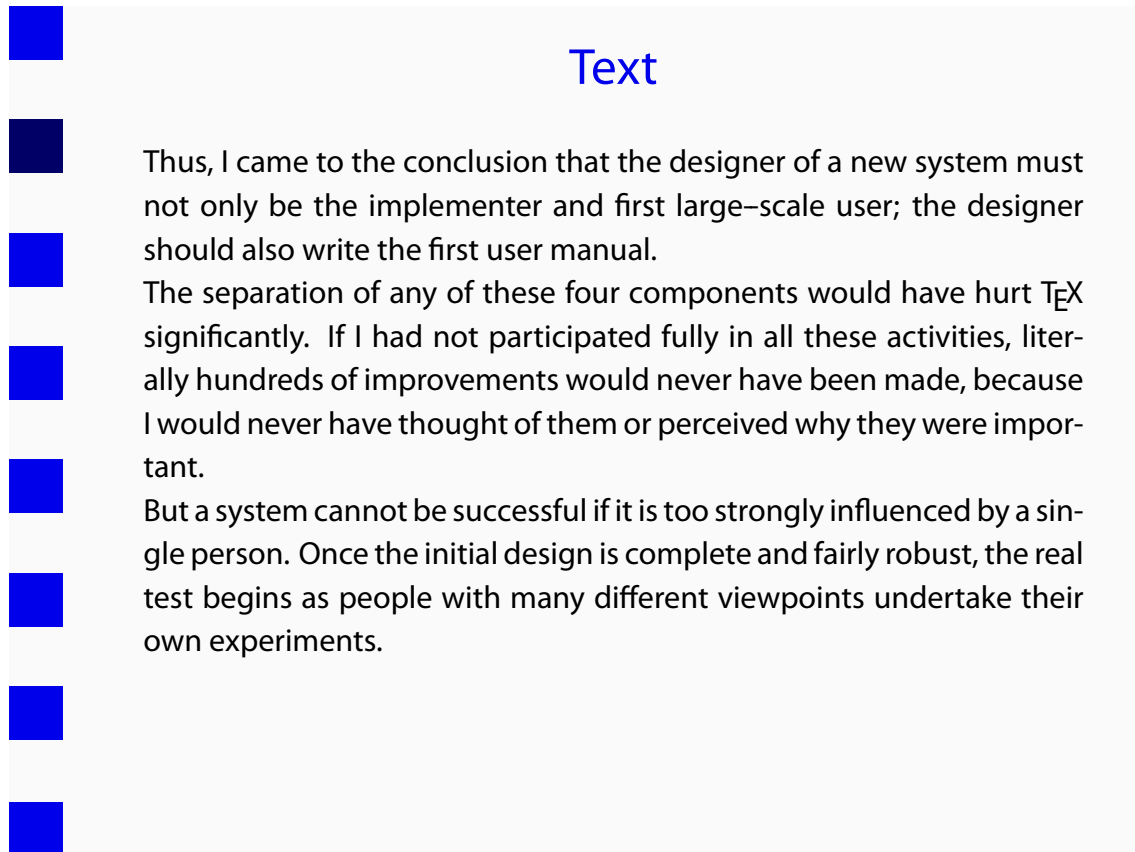 Text
Thus, I came to the conclusion that the designer of a new system must
not only be the implementer and first large–scale user; the designer
should also write the first user manual.
The separation of any of these four components would have hurt TEX
significantly. If I had not participated fully in all these activities, liter-
ally hundreds of improvements would never have been made, because
I would never have thought of them or perceived why they were impor-
tant.
But a system cannot be successful if it is too strongly influenced by a sin-
gle person. Once the initial design is complete and fairly robust, the real
test begins as people with many different viewpoints undertake their
own experiments.